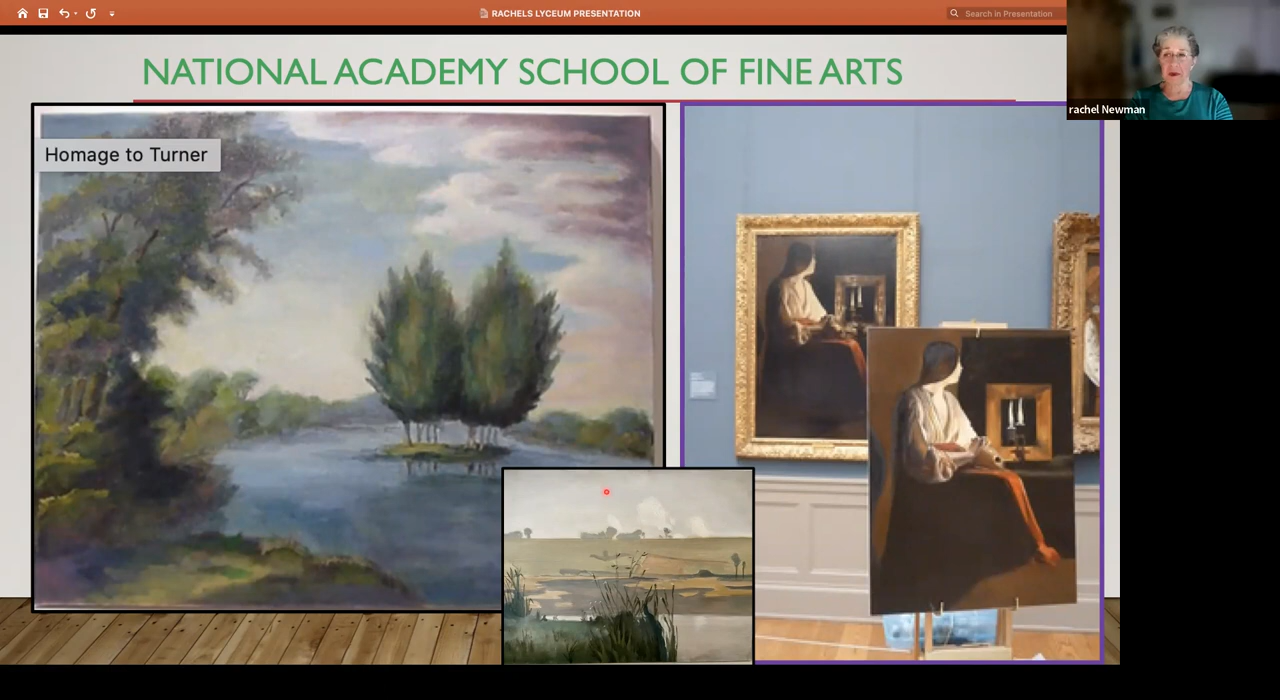 RACHELS LYCEUM PRESENTATION
Search in Presentation
NATIONAL ACADEMY SCHOOL OF FINE ARTS
rachel Newman
Homage to Turner